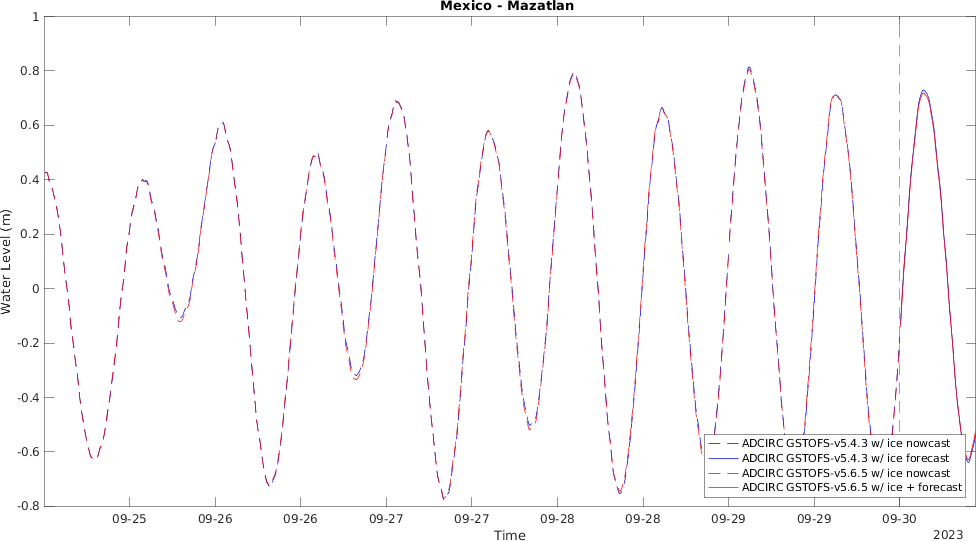 Mexico - Mazatlan
Water Level (m)
1
0.8
0.6
0.4
0.2
0
-0.2
-0.4
-0.6
-0.8
09-25 09-26 09-26 09-27 09-27 09-28 09-28 09-29 09-29 09-30
Time
2023
ADCIRC GSTOFS-v5.4.3 w/ ice nowcast
ADCIRC GSTOFS-v5.4.3 w/ ice forecast
ADCIRC GSTOFS-v5.6.5 w/ ice nowcast
ADCIRC GSTOFS-v5.6.5 w/ ice + forecast